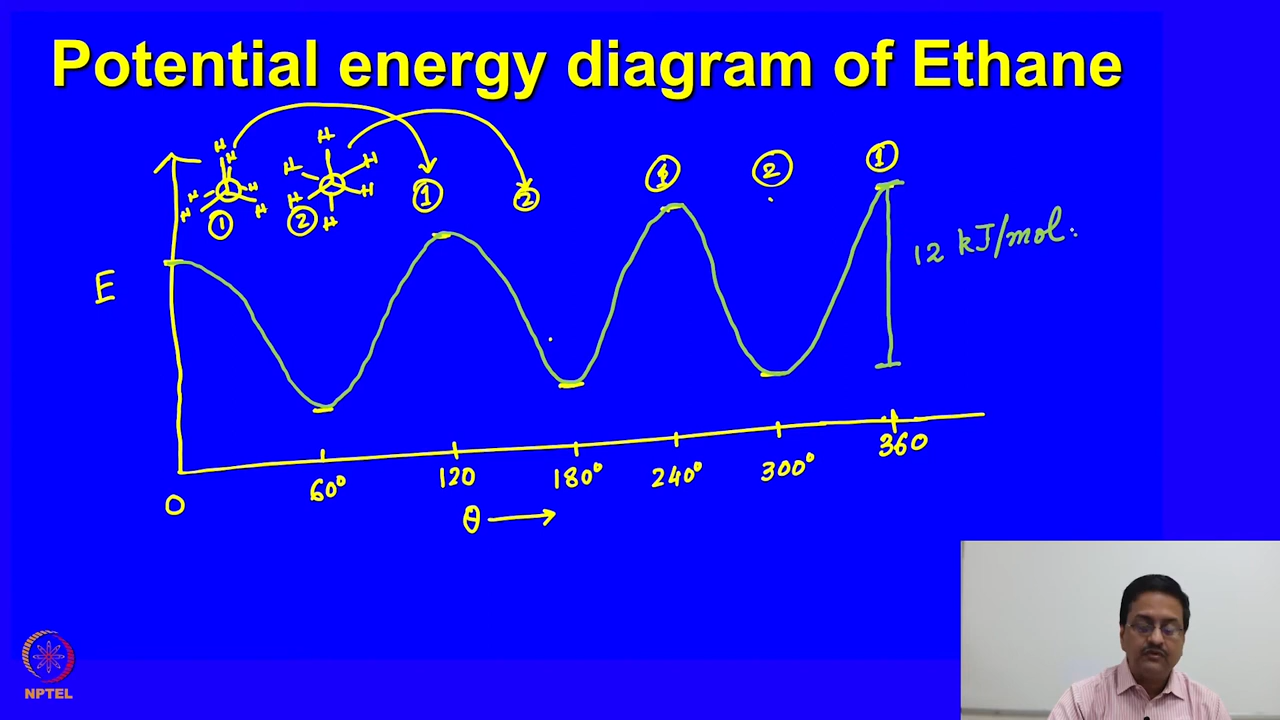 Potential energy diagram of Ethane
H H H H H H
H H H H H H
① ② ① ② ① ② ①
E
12 kJ/mol.
0 60° 120 180° 240° 300° 360
θ
NPTEL